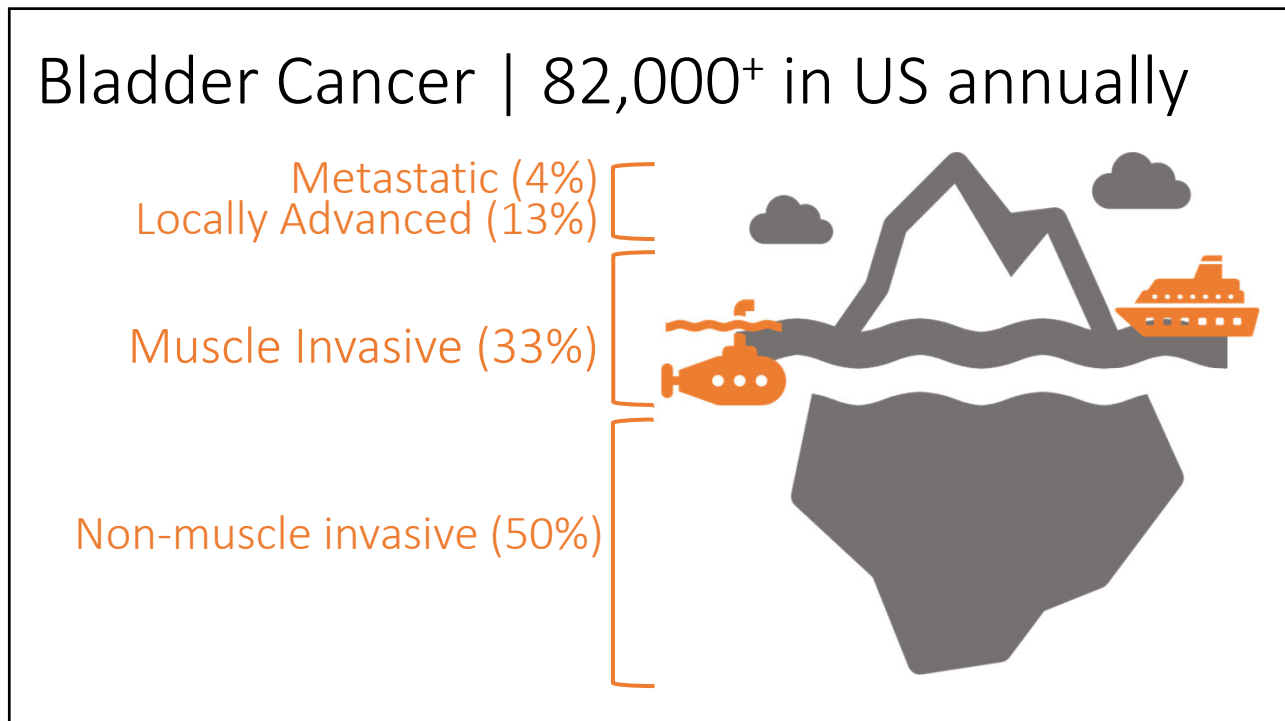 Bladder Cancer | 82,000+ in US annually
Metastatic (4%)
Locally Advanced (13%)
Muscle Invasive (33%)
Non-muscle invasive (50%)